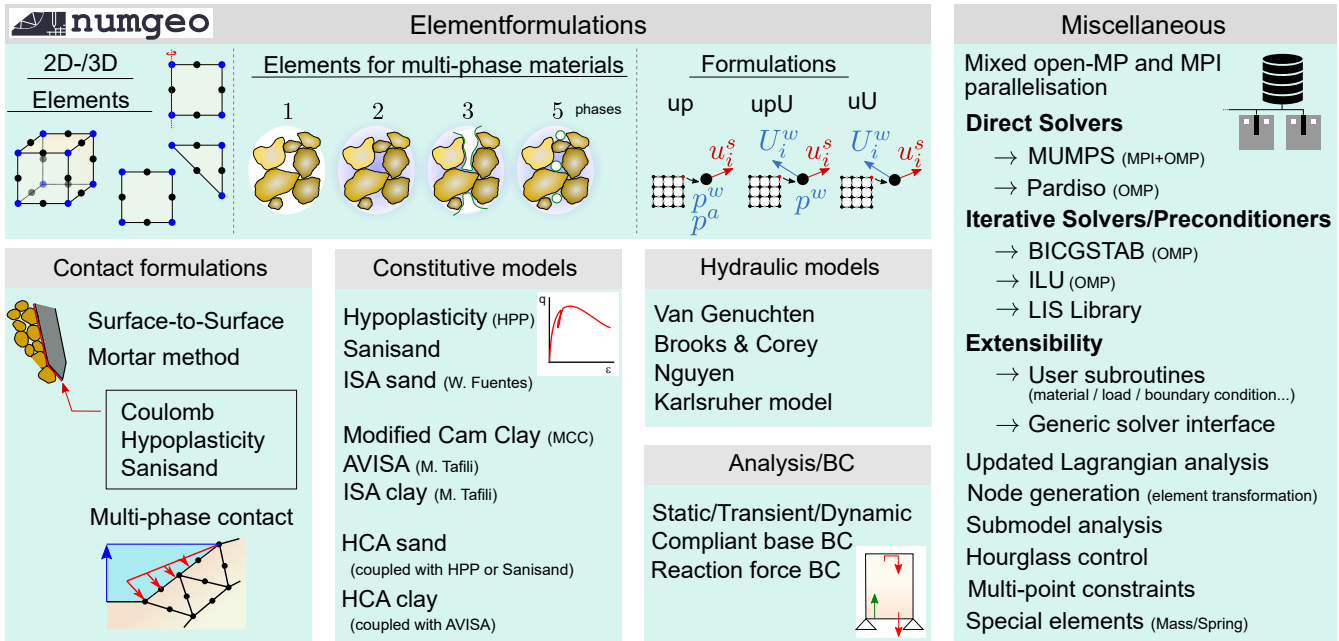 numgeo
Elementformulations
2D-/3D
Elements
Elements for multi-phase materials
1 2 3 5 phases
Formulations
up upU uU
u_i^s U_i^w u_i^s U_i^w u_i^s
p^w p^w
p^a
Contact formulations
Surface-to-Surface
Mortar method
Coulomb
Hypoplasticity
Sanisand
Multi-phase contact
Constitutive models
Hypoplasticity (HPP)
Sanisand
ISA sand (W. Fuentes)
q
ε
Modified Cam Clay (MCC)
AVISA (M. Tafili)
ISA clay (M. Tafili)
HCA sand
(coupled with HPP or Sanisand)
HCA clay
(coupled with AVISA)
Hydraulic models
Van Genuchten
Brooks & Corey
Nguyen
Karlsruher model
Analysis/BC
Static/Transient/Dynamic
Compliant base BC
Reaction force BC
Miscellaneous
Mixed open-MP and MPI
parallelisation
Direct Solvers
→ MUMPS (MPI+OMP)
→ Pardiso (OMP)
Iterative Solvers/Preconditioners
→ BICGSTAB (OMP)
→ ILU (OMP)
→ LIS Library
Extensibility
→ User subroutines
(material / load / boundary condition...)
→ Generic solver interface
Updated Lagrangian analysis
Node generation (element transformation)
Submodel analysis
Hourglass control
Multi-point constraints
Special elements (Mass/Spring)